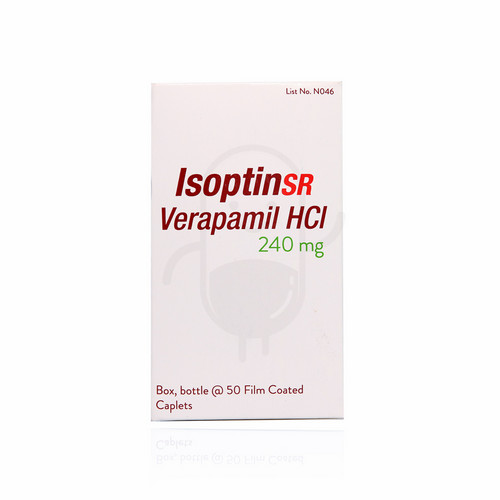 List No. N046
IsoptinSR
Verapamil HCl
240 mg
Box, bottle @ 50 Film Coated
Caplets